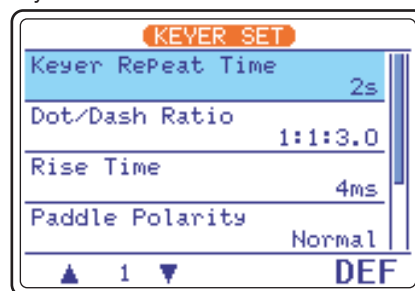 KEYER SET
Keyer Repeat Time
2s
Dot/Dash Ratio
1:1:3.0
Rise Time
4ms
Paddle Polarity
Normal
▲ 1 ▼ DEF